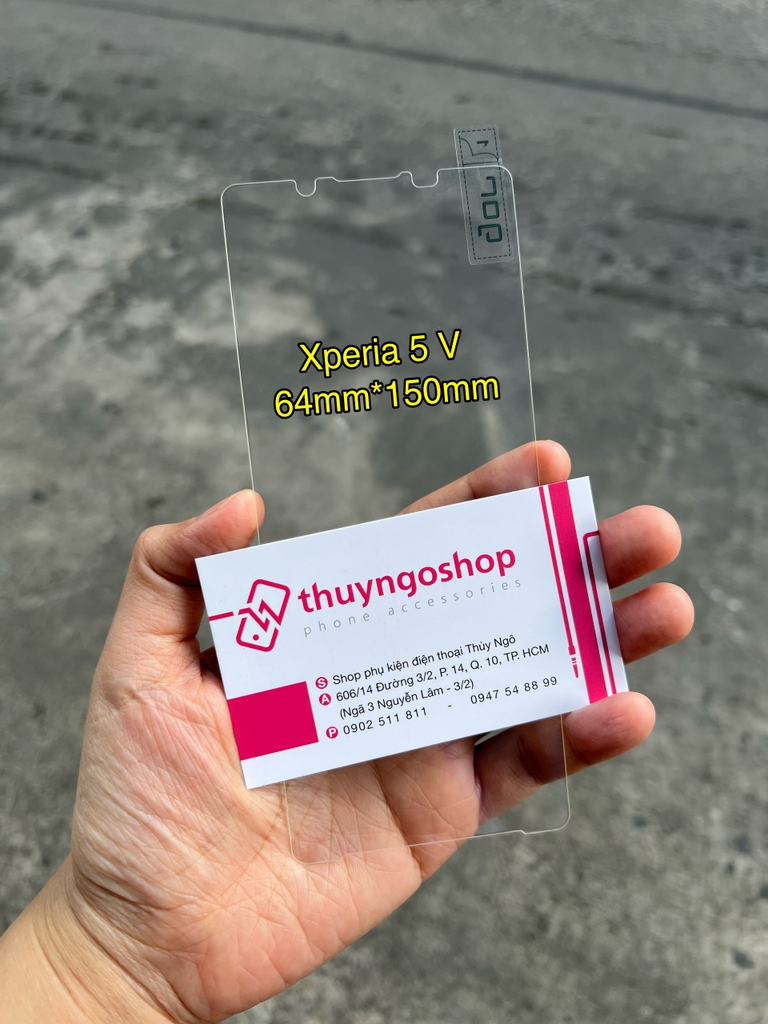 Xperia 5 V
64mm*150mm
thuyngoshop
phone accessories
S Shop phụ kiện điện thoại Thùy Ngô
A 606/14 Đường 3/2, P. 14, Q. 10, TP. HCM
(Ngã 3 Nguyễn Lâm - 3/2)
P 0902 511 811 - 0947 54 88 99